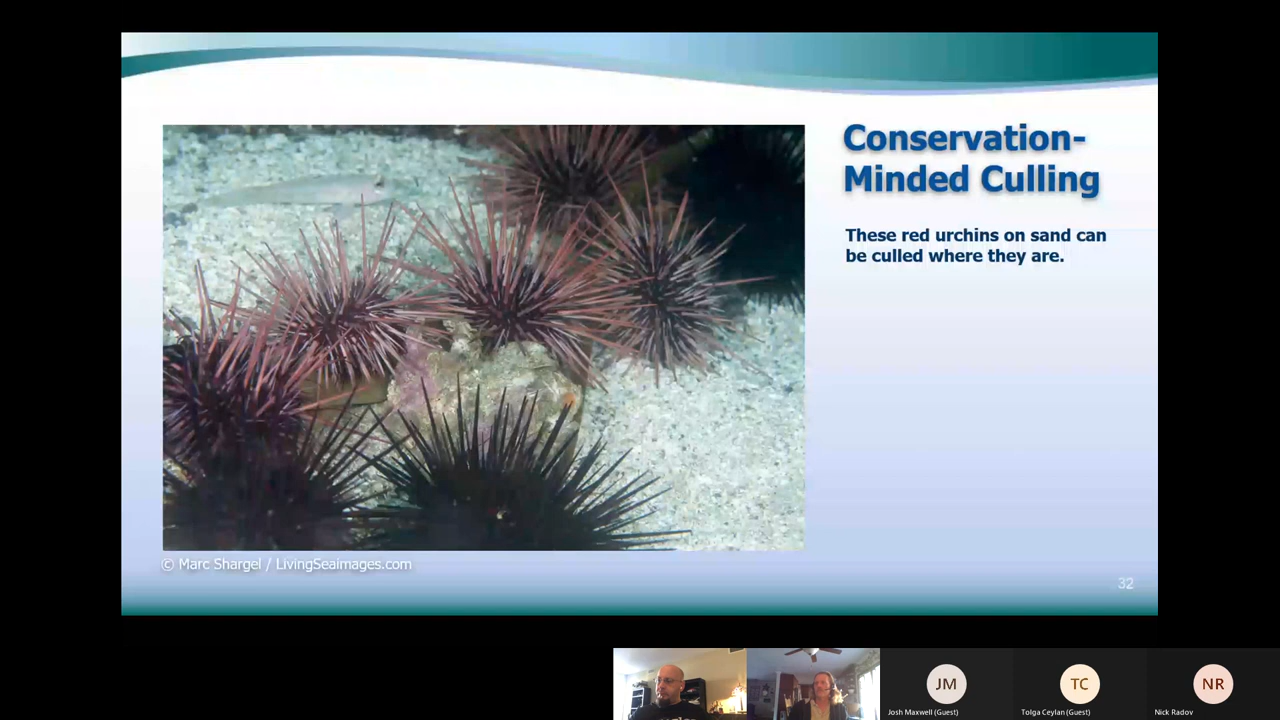 Conservation-
Minded Culling
These red urchins on sand can
be culled where they are.
© Marc Shargel / LivingSeaimages.com
32
JM
TC
NR
Josh Maxwell (Guest)
Tolga Ceylan (Guest)
Nick Radov